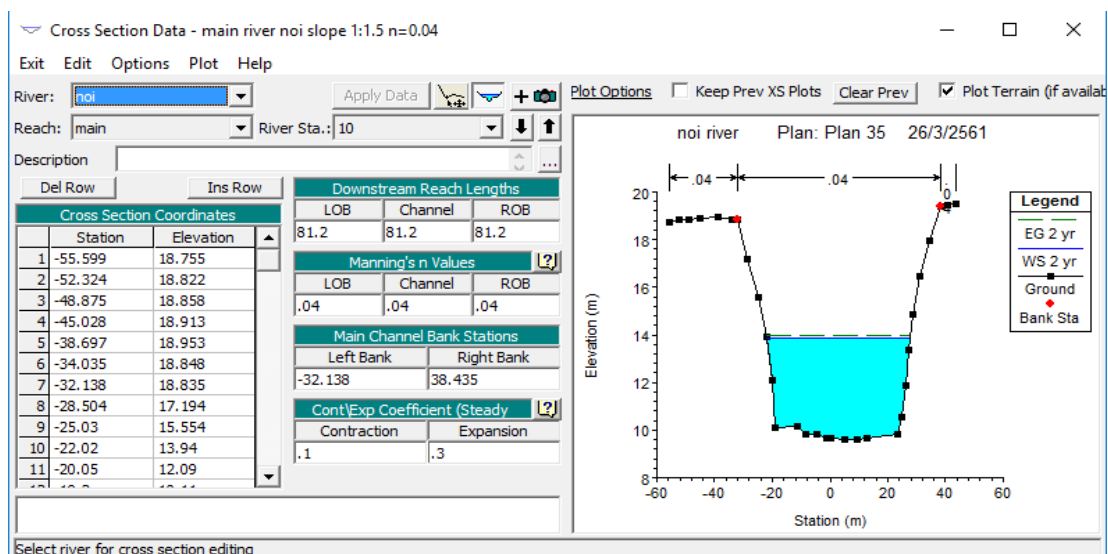 Cross Section Data - main river noi slope 1:1.5 n=0.04
Exit Edit Options Plot Help
River: noi Apply Data + Plot Options Keep Prev XS Plots Clear Prev Plot Terrain (if availab
Reach: main River Sta.: 10
Description ...
Del Row Ins Row
Cross Section Coordinates
Station Elevation
1 -55.599 18.755
2 -52.324 18.822
3 -48.875 18.858
4 -45.028 18.913
5 -38.697 18.953
6 -34.035 18.848
7 -32.138 18.835
8 -28.504 17.194
9 -25.03 15.554
10 -22.02 13.94
11 -20.05 12.09
Downstream Reach Lengths
LOB Channel ROB
81.2 81.2 81.2
Manning's n Values
LOB Channel ROB
.04 .04 .04
Main Channel Bank Stations
Left Bank Right Bank
-32.138 38.435
Cont\Exp Coefficient (Steady
Contraction Expansion
.1 .3
noi river Plan: Plan 35 26/3/2561
.04 .04 .04
20
18
16
14
12
10
8
-60 -40 -20 0 20 40 60
Elevation (m)
Station (m)
Legend
EG 2 yr
WS 2 yr
Ground
Bank Sta
Select river for cross section editing